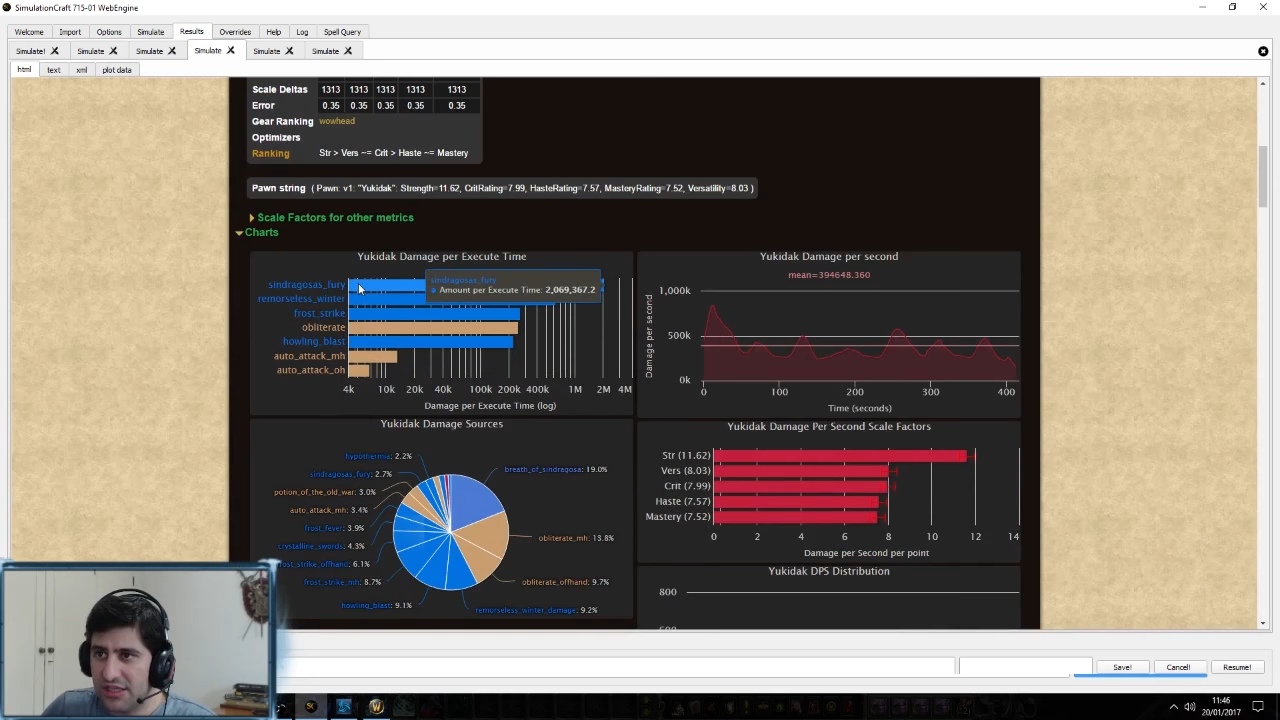 SimulationCraft 715-01 WebEngine
Welcome Import Options Simulate Results Overrides Help Log Spell Query
Simulate! Simulate Simulate Simulate Simulate Simulate
html text xml plot data
Scale Deltas 1313 1313 1313 1313 1313
Error 0.35 0.35 0.35 0.35 0.35
Gear Ranking wowhead
Optimizers
Ranking Str > Vers ~= Crit > Haste ~= Mastery
Pawn string ( Pawn: v1: "Yukidak": Strength=11.62, CritRating=7.99, HasteRating=7.57, MasteryRating=7.52, Versatility=8.03 )
Scale Factors for other metrics
Charts
Yukidak Damage per Execute Time
sindragosas_fury
remorseless_winter
frost_strike
obliterate
howling_blast
auto_attack_mh
auto_attack_oh
sindragosas_fury
Amount per Execute Time: 2,069,367.2
4k 10k 20k 40k 100k 200k 400k 1M 2M 4M
Damage per Execute Time (log)
Yukidak Damage per second
mean=394648.360
Damage per second
1,000k
500k
0k
0 100 200 300 400
Time (seconds)
Yukidak Damage Sources
hypothermia: 2.2%
sindragosas_fury: 2.7%
potion_of_the_old_war: 3.0%
auto_attack_mh: 3.4%
frost_fever: 3.9%
crystalline_swords: 4.3%
frost_strike_offhand: 6.1%
frost_strike_mh: 8.7%
howling_blast: 9.1%
breath_of_sindragosa: 19.0%
obliterate_mh: 13.8%
obliterate_offhand: 9.7%
remorseless_winter_damage: 9.2%
Yukidak Damage Per Second Scale Factors
Str (11.62)
Vers (8.03)
Crit (7.99)
Haste (7.57)
Mastery (7.52)
0 2 4 6 8 10 12 14
Damage per Second per point
Yukidak DPS Distribution
800
Save! Cancel! Resume!
11:46
20/01/2017